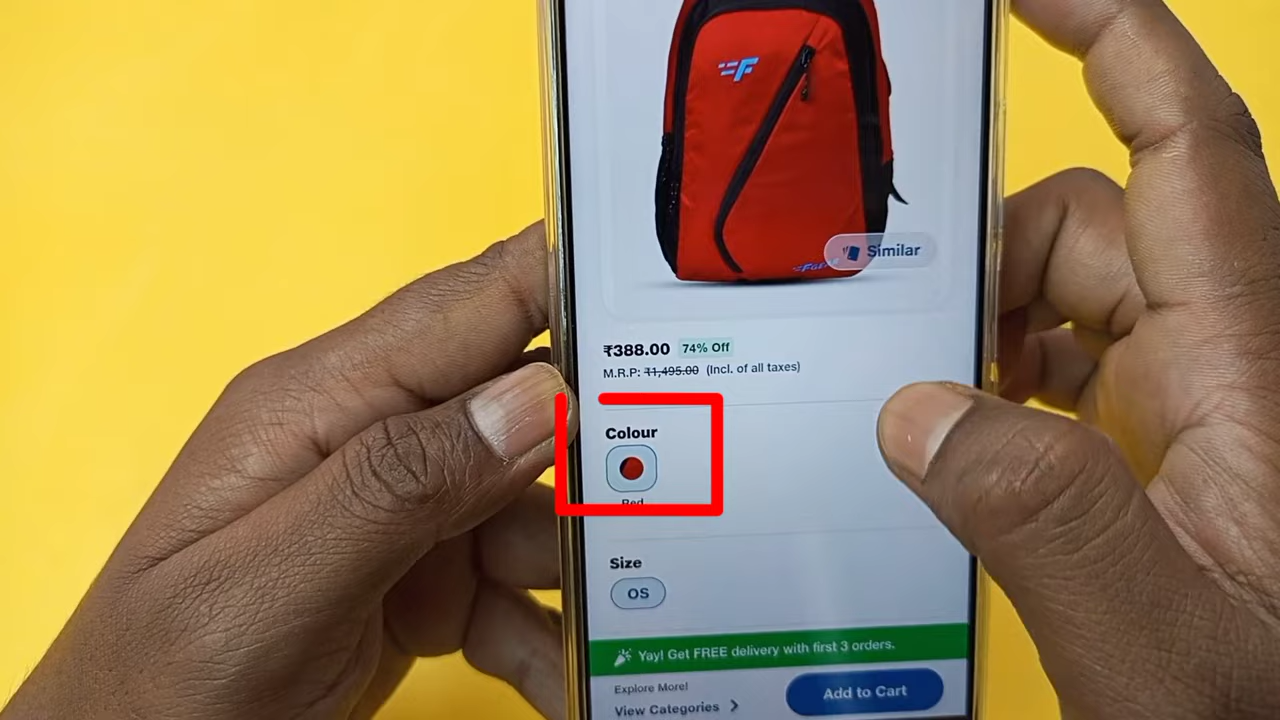 F
Similar
₹388.00 74% Off
M.R.P: ₹1,495.00 (Incl. of all taxes)
Colour
Red
Size
OS
Yay! Get FREE delivery with first 3 orders.
Explore More!
View Categories >
Add to Cart